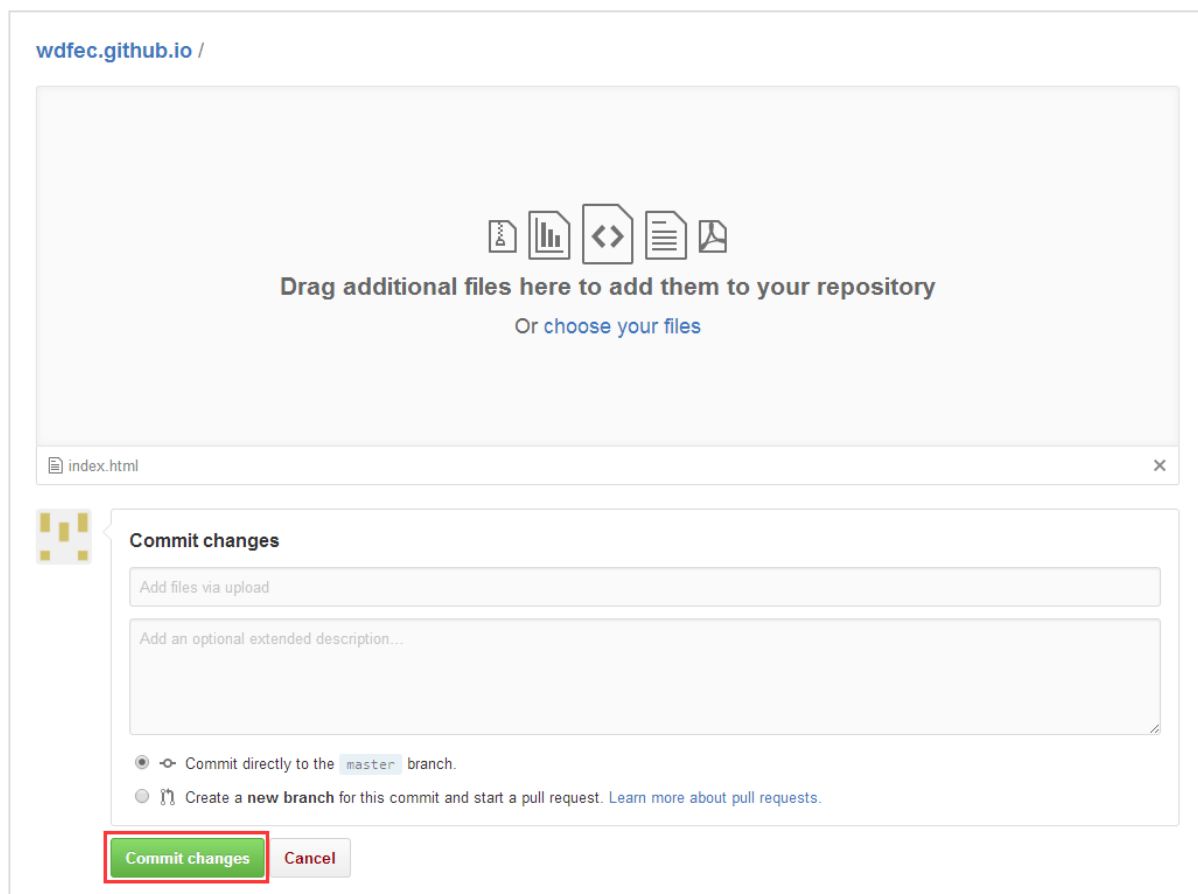 wdfec.github.io /
Drag additional files here to add them to your repository
Or choose your files
index.html
Commit changes
Add files via upload
Add an optional extended description...
Commit directly to the master branch.
Create a new branch for this commit and start a pull request. Learn more about pull requests.
Commit changes Cancel